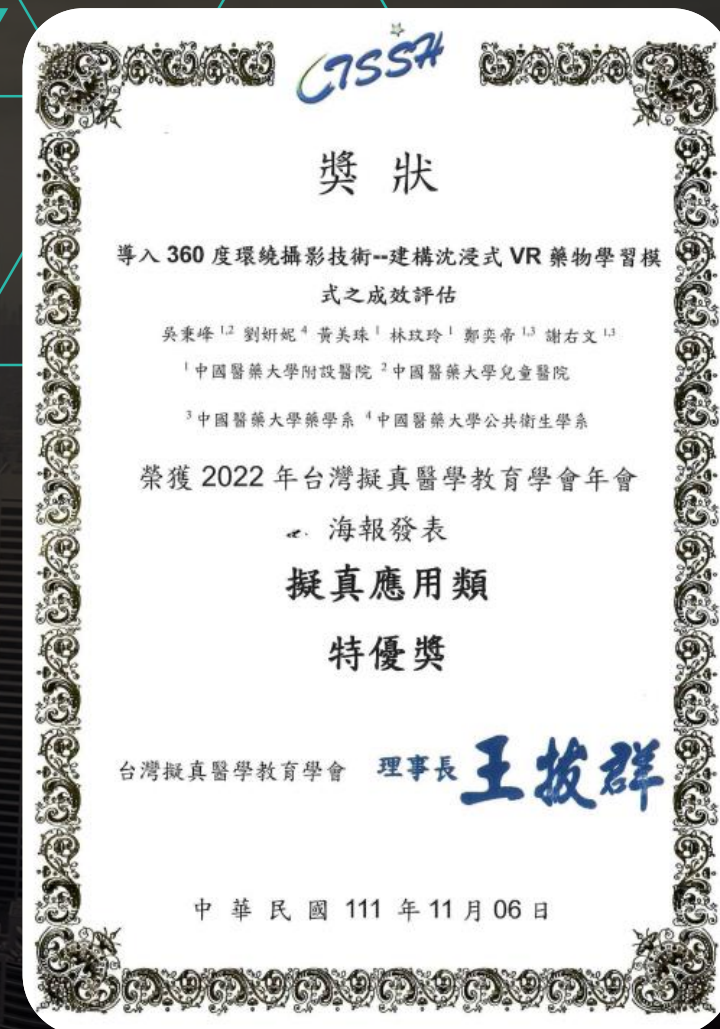 CTSSH
獎 狀
導入 360 度環繞攝影技術--建構沈浸式 VR 藥物學習模
式之成效評估
吳秉峰 1,2 劉妍妮 4 黃美珠 1 林玟玲 1 鄭奕帝 1,3 謝右文 1,3
1 中國醫藥大學附設醫院 2 中國醫藥大學兒童醫院
3 中國醫藥大學藥學系 4 中國醫藥大學公共衛生學系
榮獲 2022 年台灣擬真醫學教育學會年會
海報發表
擬真應用類
特優獎
台灣擬真醫學教育學會 理事長 王拔群
中 華 民 國 111 年 11 月 06 日